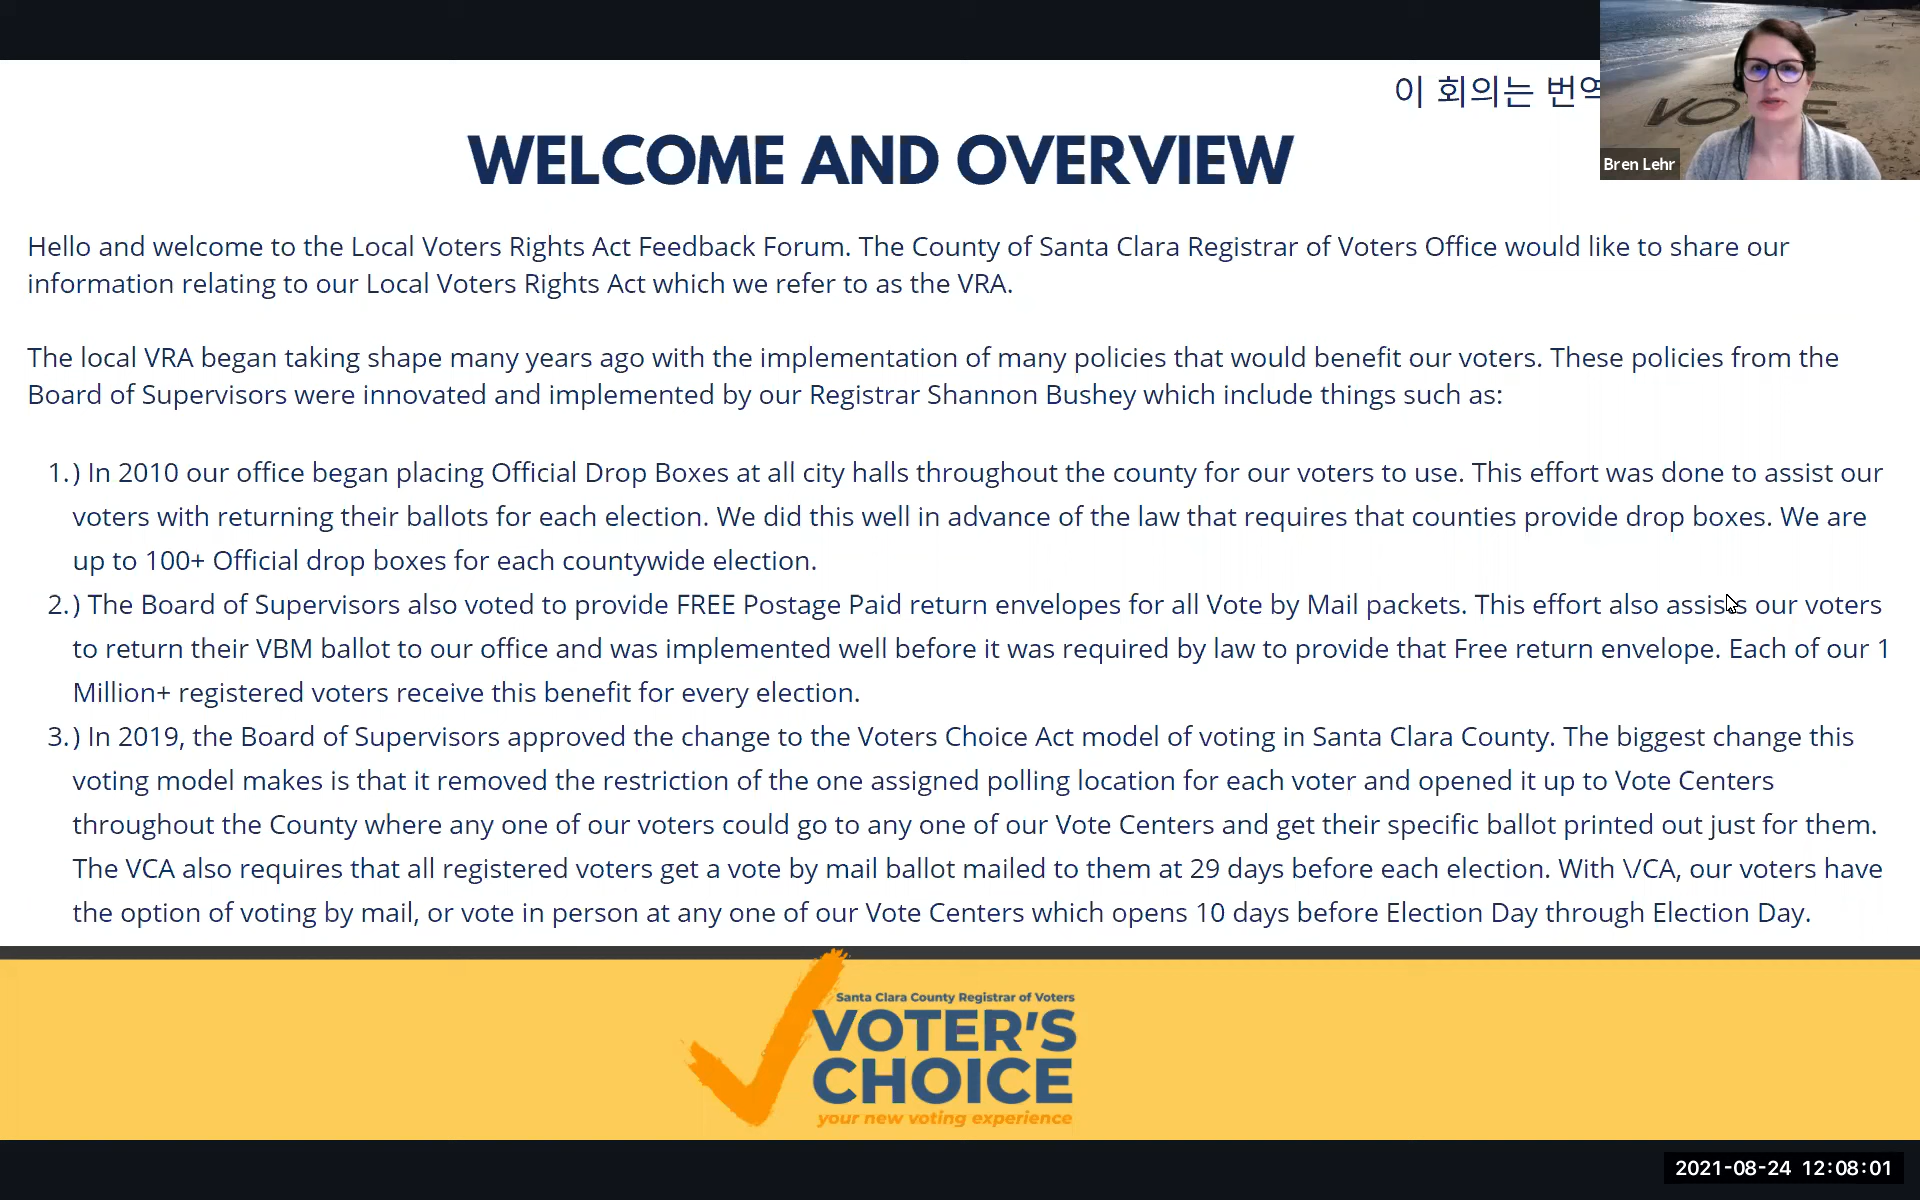 이 회의는
WELCOME AND OVERVIEW
VOTE
Bren Lehr
Hello and welcome to the Local Voters Rights Act Feedback Forum. The County of Santa Clara Registrar of Voters Office would like to share our
information relating to our Local Voters Rights Act which we refer to as the VRA.
The local VRA began taking shape many years ago with the implementation of many policies that would benefit our voters. These policies from the
Board of Supervisors were innovated and implemented by our Registrar Shannon Bushey which include things such as:
1.) In 2010 our office began placing Official Drop Boxes at all city halls throughout the county for our voters to use. This effort was done to assist our
voters with returning their ballots for each election. We did this well in advance of the law that requires that counties provide drop boxes. We are
up to 100+ Official drop boxes for each countywide election.
2.) The Board of Supervisors also voted to provide FREE Postage Paid return envelopes for all Vote by Mail packets. This effort also assists our voters
to return their VBM ballot to our office and was implemented well before it was required by law to provide that Free return envelope. Each of our 1
Million+ registered voters receive this benefit for every election.
3.) In 2019, the Board of Supervisors approved the change to the Voters Choice Act model of voting in Santa Clara County. The biggest change this
voting model makes is that it removed the restriction of the one assigned polling location for each voter and opened it up to Vote Centers
throughout the County where any one of our voters could go to any one of our Vote Centers and get their specific ballot printed out just for them.
The VCA also requires that all registered voters get a vote by mail ballot mailed to them at 29 days before each election. With \/CA, our voters have
the option of voting by mail, or vote in person at any one of our Vote Centers which opens 10 days before Election Day through Election Day.
Santa Clara County Registrar of Voters
VOTER'S
CHOICE
your new voting experience
2021-08-24 12:08:01